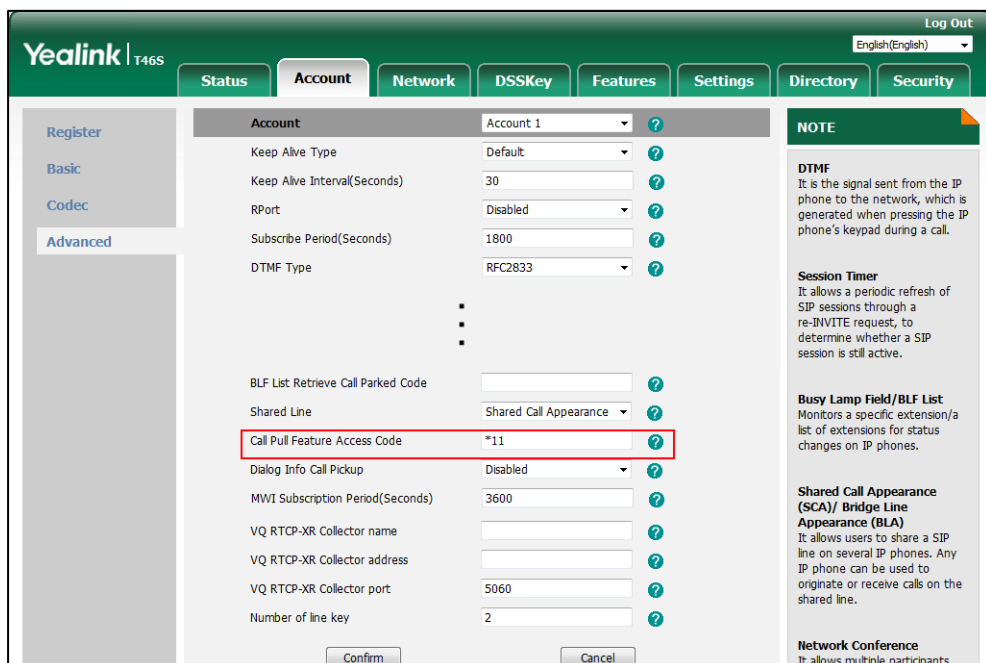 Log Out
Yealink T46S
English(English)
Status Account Network DSSKey Features Settings Directory Security
Register
Basic
Codec
Advanced
Account Account 1
Keep Alive Type Default
Keep Alive Interval(Seconds) 30
RPort Disabled
Subscribe Period(Seconds) 1800
DTMF Type RFC2833
BLF List Retrieve Call Parked Code
Shared Line Shared Call Appearance
Call Pull Feature Access Code *11
Dialog Info Call Pickup Disabled
MWI Subscription Period(Seconds) 3600
VQ RTCP-XR Collector name
VQ RTCP-XR Collector address
VQ RTCP-XR Collector port 5060
Number of line key 2
Confirm Cancel
NOTE
DTMF
It is the signal sent from the IP
phone to the network, which is
generated when pressing the IP
phone's keypad during a call.
Session Timer
It allows a periodic refresh of
SIP sessions through a
re-INVITE request, to
determine whether a SIP
session is still active.
Busy Lamp Field/BLF List
Monitors a specific extension/a
list of extensions for status
changes on IP phones.
Shared Call Appearance
(SCA)/ Bridge Line
Appearance (BLA)
It allows users to share a SIP
line on several IP phones. Any
IP phone can be used to
originate or receive calls on the
shared line.
Network Conference
It allows multiple participants